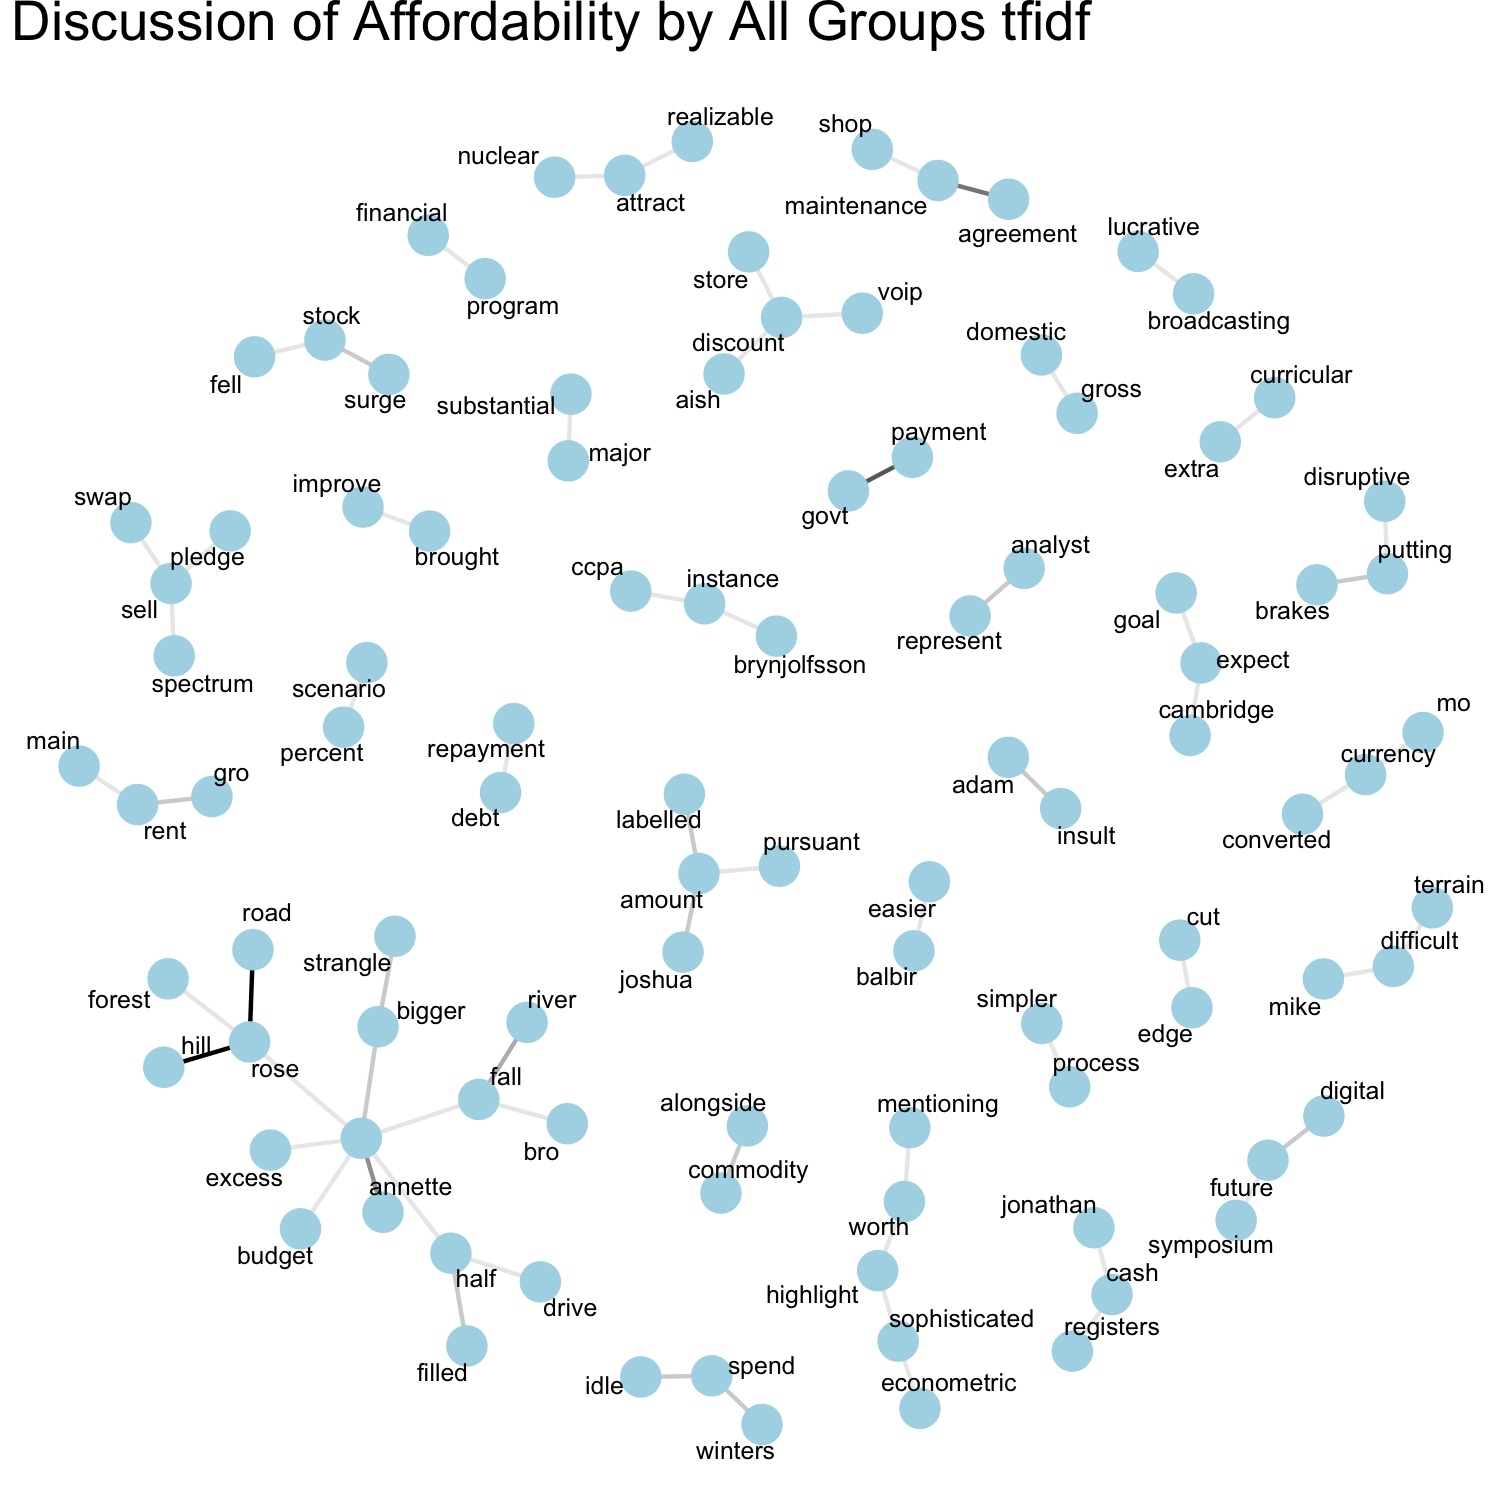 Discussion of Affordability by All Groups tfidf
realizable
shop
nuclear
attract
maintenance
agreement
financial
lucrative
program
store
voip
broadcasting
stock
domestic
discount
fell
surge
aish
gross
curricular
substantial
major
payment
extra
disruptive
improve
swap
govt
pledge
brought
analyst
putting
ccpa
instance
brakes
sell
goal
represent
brynjolfsson
expect
spectrum
scenario
cambridge
mo
main
percent
repayment
currency
gro
adam
debt
labelled
rent
insult
converted
pursuant
terrain
amount
easier
road
cut
difficult
strangle
joshua
balbir
forest
river
simpler
mike
bigger
edge
hill
rose
process
fall
digital
alongside
mentioning
bro
commodity
excess
annette
future
jonathan
worth
symposium
budget
cash
half
highlight
drive
sophisticated
registers
filled
idle
spend
econometric
winters